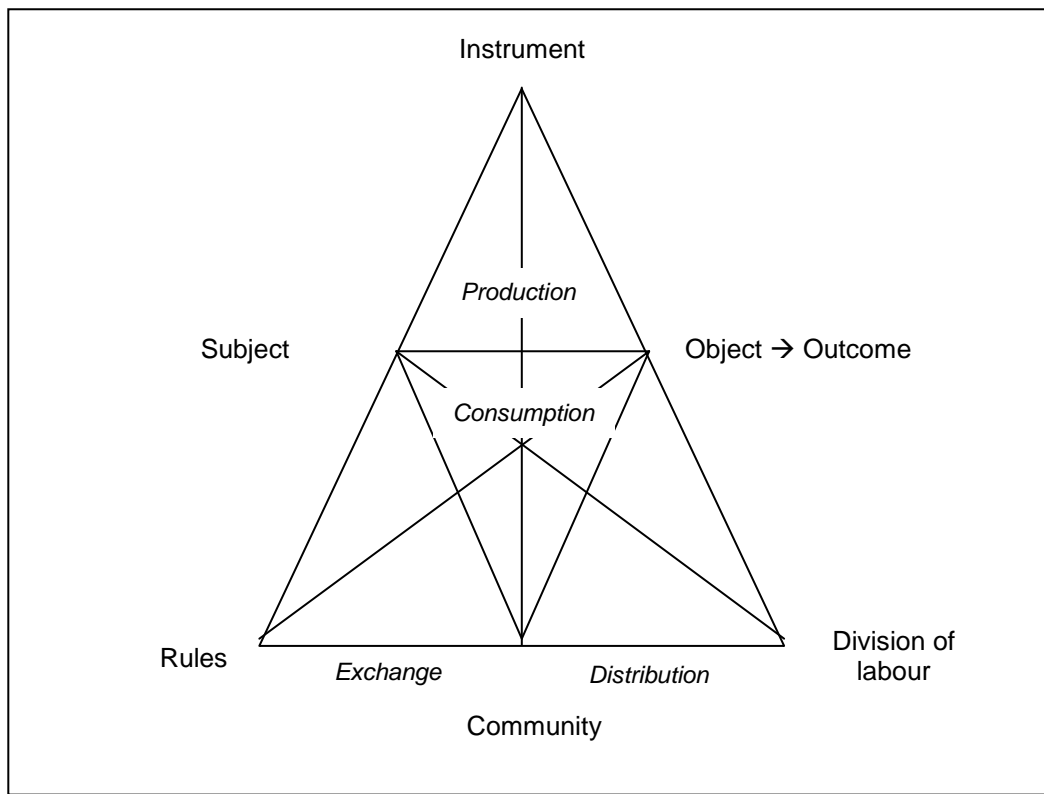 Instrument
Production
Subject
Object → Outcome
Consumption
Rules
Exchange
Distribution
Division of
labour
Community